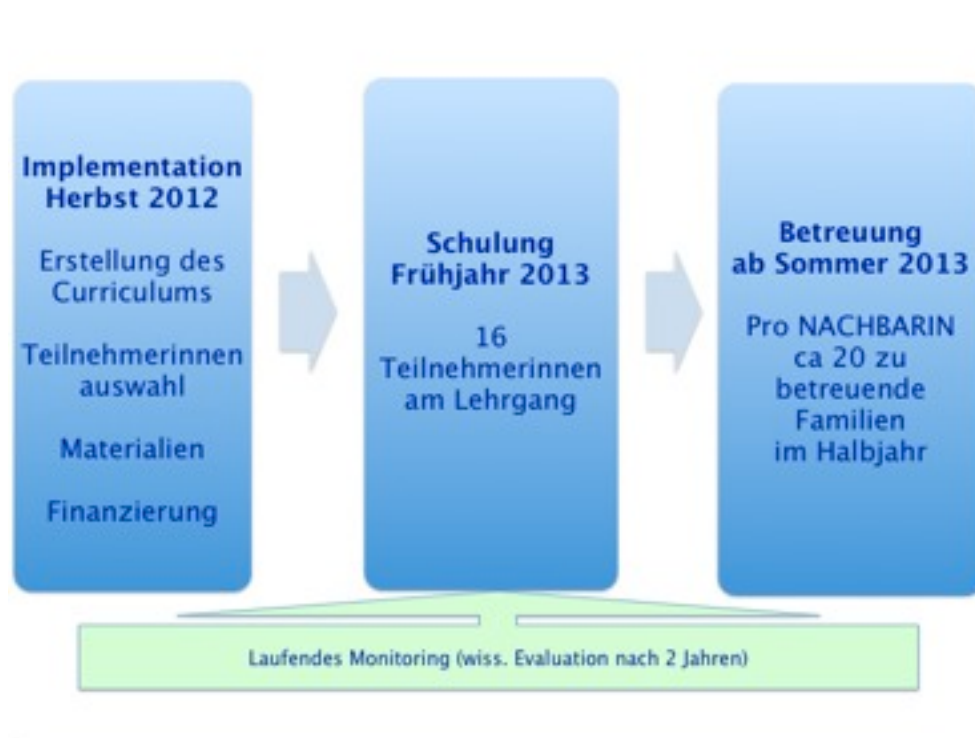 Implementation
Herbst 2012
Erstellung des
Curriculums
Teilnehmerinnen
auswahl
Materialien
Finanzierung
Schulung
Frühjahr 2013
16
Teilnehmerinnen
am Lehrgang
Betreuung
ab Sommer 2013
Pro NACHBARIN
ca 20 zu
betreuende
Familien
im Halbjahr
Laufendes Monitoring (wiss. Evaluation nach 2 Jahren)